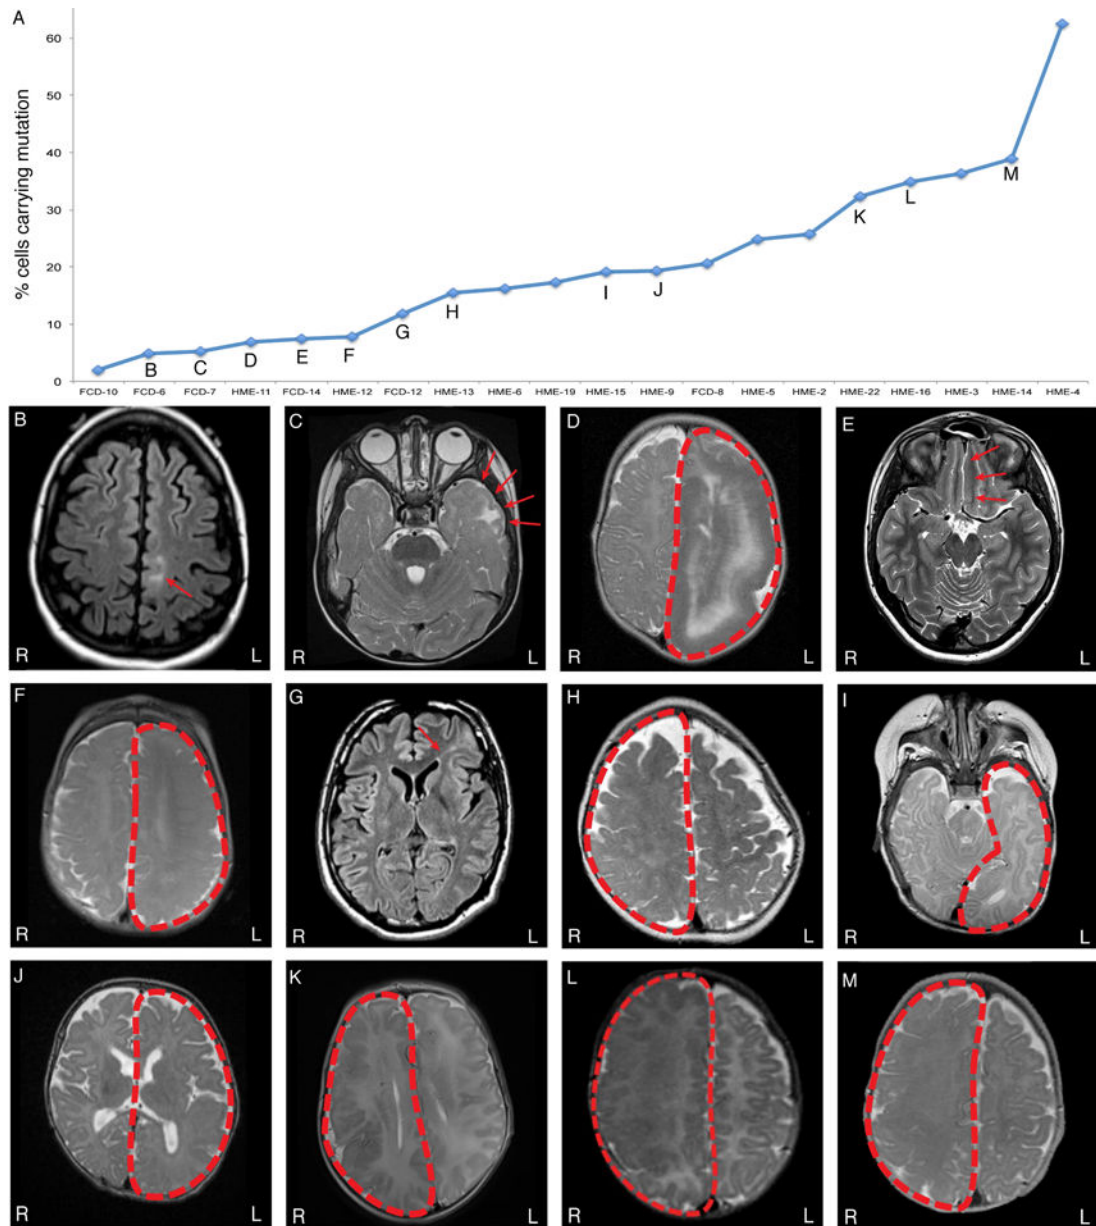 A
% cells carrying mutation
60
50
40
30
20
10
0
B C D E F G H I J K L M
FCD-10 FCD-6 FCD-7 HME-11 FCD-14 HME-12 FCD-12 HME-13 HME-6 HME-19 HME-15 HME-9 FCD-8 HME-5 HME-2 HME-22 HME-16 HME-3 HME-14 HME-4
B C D E
R L R L R L R L
F G H I
R L R L R L R L
J K L M
R L R L R L R L